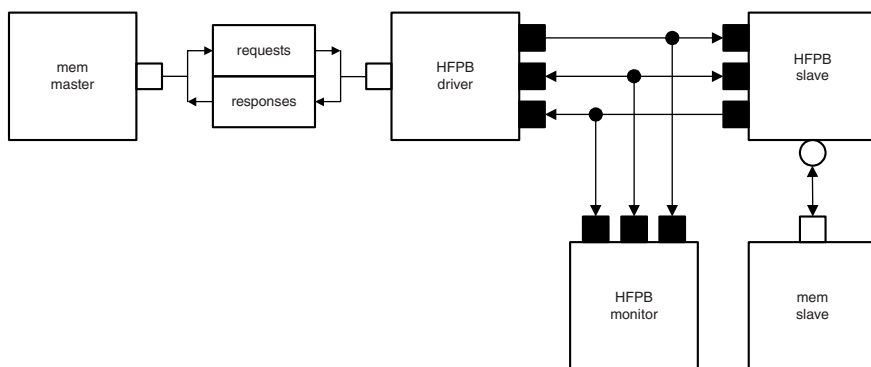 mem
master
requests
responses
HFPB
driver
HFPB
slave
HFPB
monitor
mem
slave